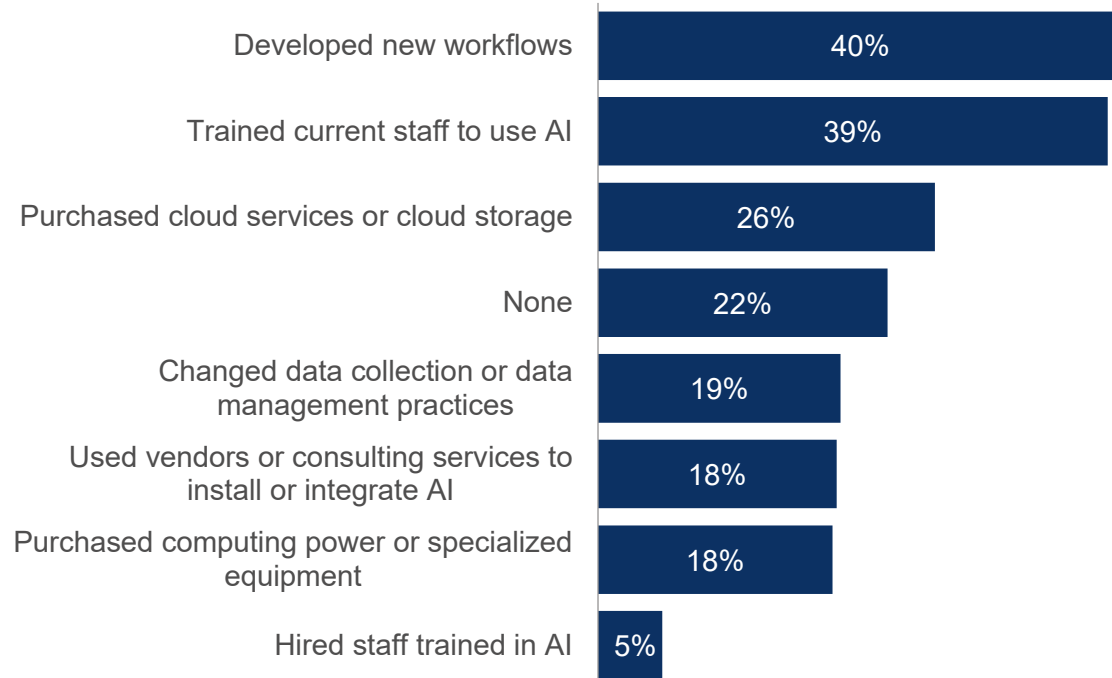 Developed new workflows
40%
Trained current staff to use AI
39%
Purchased cloud services or cloud storage
26%
None
22%
Changed data collection or data
management practices
19%
Used vendors or consulting services to
install or integrate AI
18%
Purchased computing power or specialized
equipment
18%
Hired staff trained in AI
5%